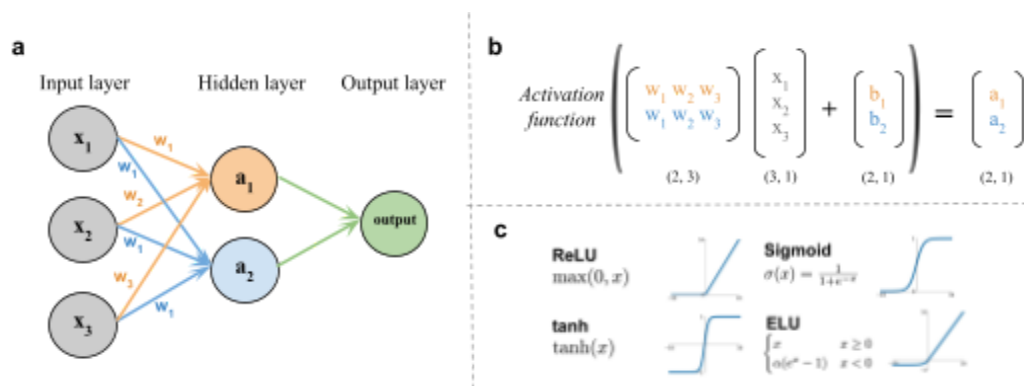 a
Input layer
Hidden layer
Output layer
x1
x2
x3
w1
w1
w2
w1
w3
w1
a1
a2
output
b
Activation
function
w1 w2 w3
w1 w2 w3
x1
x2
x3
+
b1
b2
=
a1
a2
(2, 3)
(3, 1)
(2, 1)
(2, 1)
c
ReLU
max(0, x)
Sigmoid
σ(x) = 1/(1+e^-x)
tanh
tanh(x)
ELU
x x ≥ 0
α(e^x − 1) x < 0